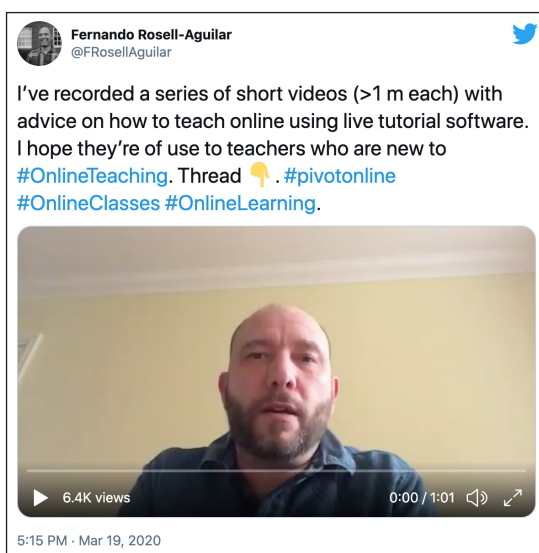 Fernando Rosell-Aguilar
@FRosellAguilar
I've recorded a series of short videos (>1 m each) with
advice on how to teach online using live tutorial software.
I hope they're of use to teachers who are new to
#OnlineTeaching. Thread 👇. #pivotonline
#OnlineClasses #OnlineLearning.
6.4K views
0:00 / 1:01
5:15 PM · Mar 19, 2020